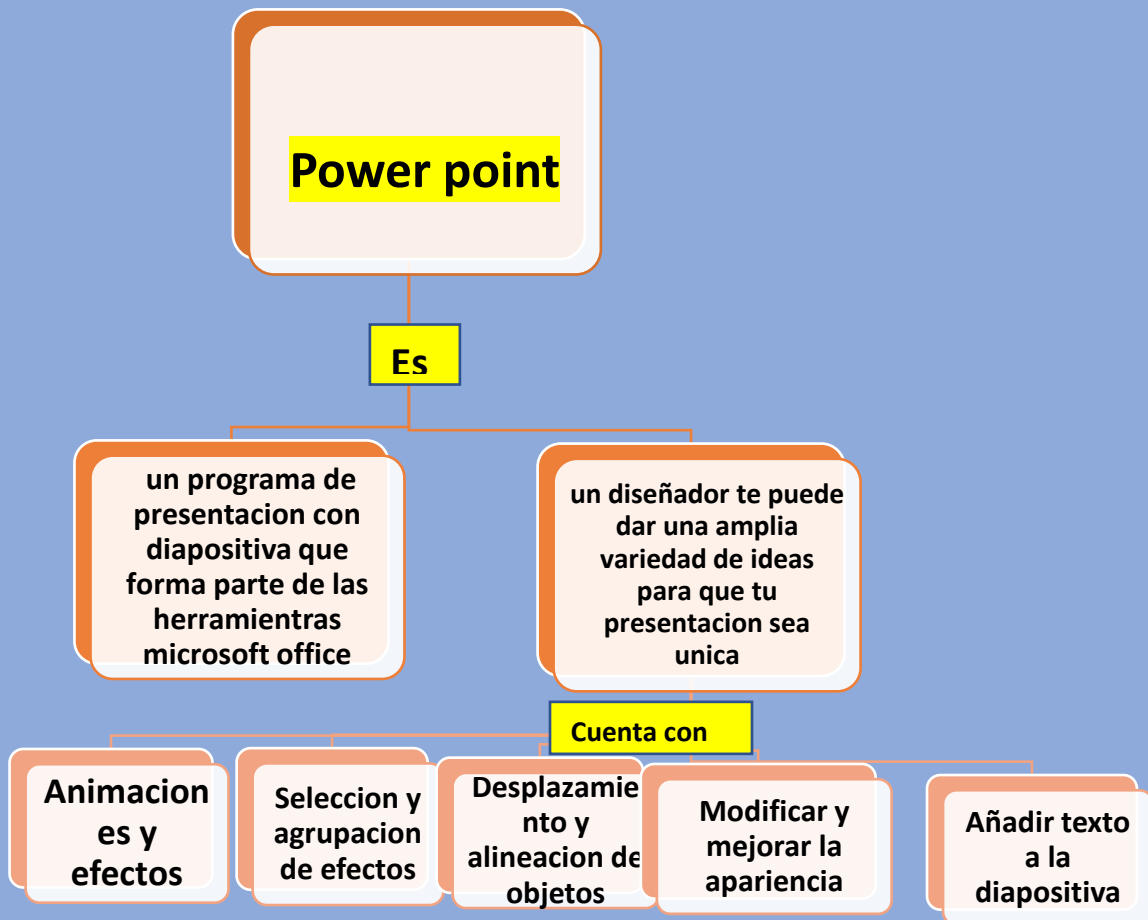 Power point
Es
un programa de
presentacion con
diapositiva que
forma parte de las
herramientras
microsoft office
un diseñador te puede
dar una amplia
variedad de ideas
para que tu
presentacion sea
unica
Cuenta con
Animacion
es y
efectos
Seleccion y
agrupacion
de efectos
Desplazamie
nto y
alineacion de
objetos
Modificar y
mejorar la
apariencia
Añadir texto
a la
diapositiva